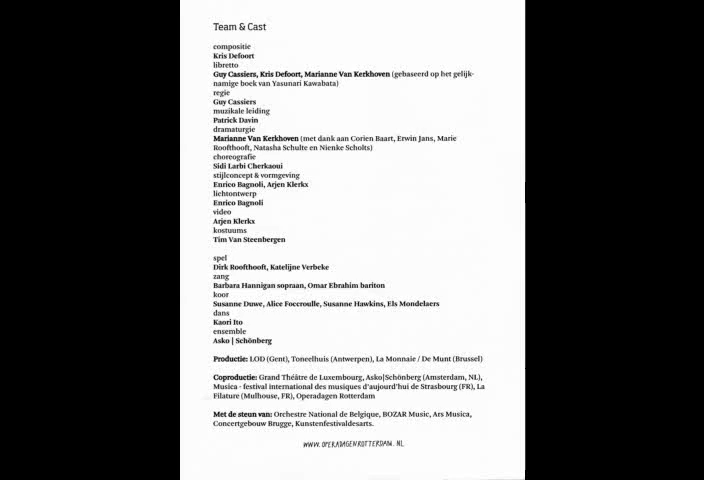 Team & Cast
compositie
Kris Defoort
libretto
Guy Cassiers, Kris Defoort, Marianne Van Kerkhoven (gebaseerd op het gelijk-
namige boek van Yasunari Kawabata)
regie
Guy Cassiers
muzikale leiding
Patrick Davin
dramaturgie
Marianne Van Kerkhoven (met dank aan Corien Baart, Erwin Jans, Marie
Roofthooft, Natasha Schulte en Nienke Scholts)
choreografie
Sidi Larbi Cherkaoui
stijlconcept & vormgeving
Enrico Bagnoli, Arjen Klerkx
lichtontwerp
Enrico Bagnoli
video
Arjen Klerkx
kostuums
Tim Van Steenbergen
spel
Dirk Roofthooft, Katelijne Verbeke
zang
Barbara Hannigan sopraan, Omar Ebrahim bariton
koor
Susanne Duwe, Alice Foccroulle, Susanne Hawkins, Els Mondelaers
dans
Kaori Ito
ensemble
Asko | Schönberg
Productie: LOD (Gent), Toneelhuis (Antwerpen), La Monnaie / De Munt (Brussel)
Coproductie: Grand Théâtre de Luxembourg, Asko|Schönberg (Amsterdam, NL),
Musica - festival international des musiques d'aujourd'hui de Strasbourg (FR), La
Filature (Mulhouse, FR), Operadagen Rotterdam
Met de steun van: Orchestre National de Belgique, BOZAR Music, Ars Musica,
Concertgebouw Brugge, Kunstenfestivaldesarts.
WWW.OPERADAGENROTTERDAM.NL